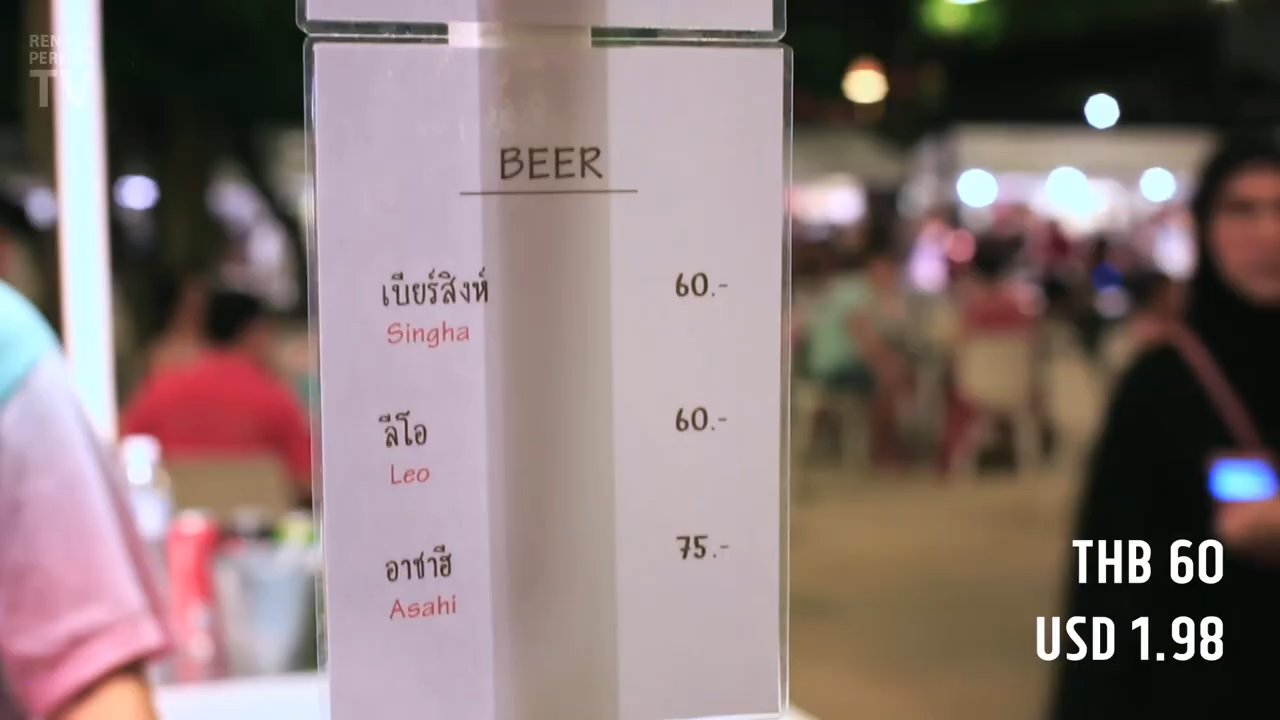 TV
BEER
เบียร์สิงห์ 60.-
Singha
ลีโอ 60.-
Leo
อาซาฮี 75.-
Asahi
THB 60
USD 1.98